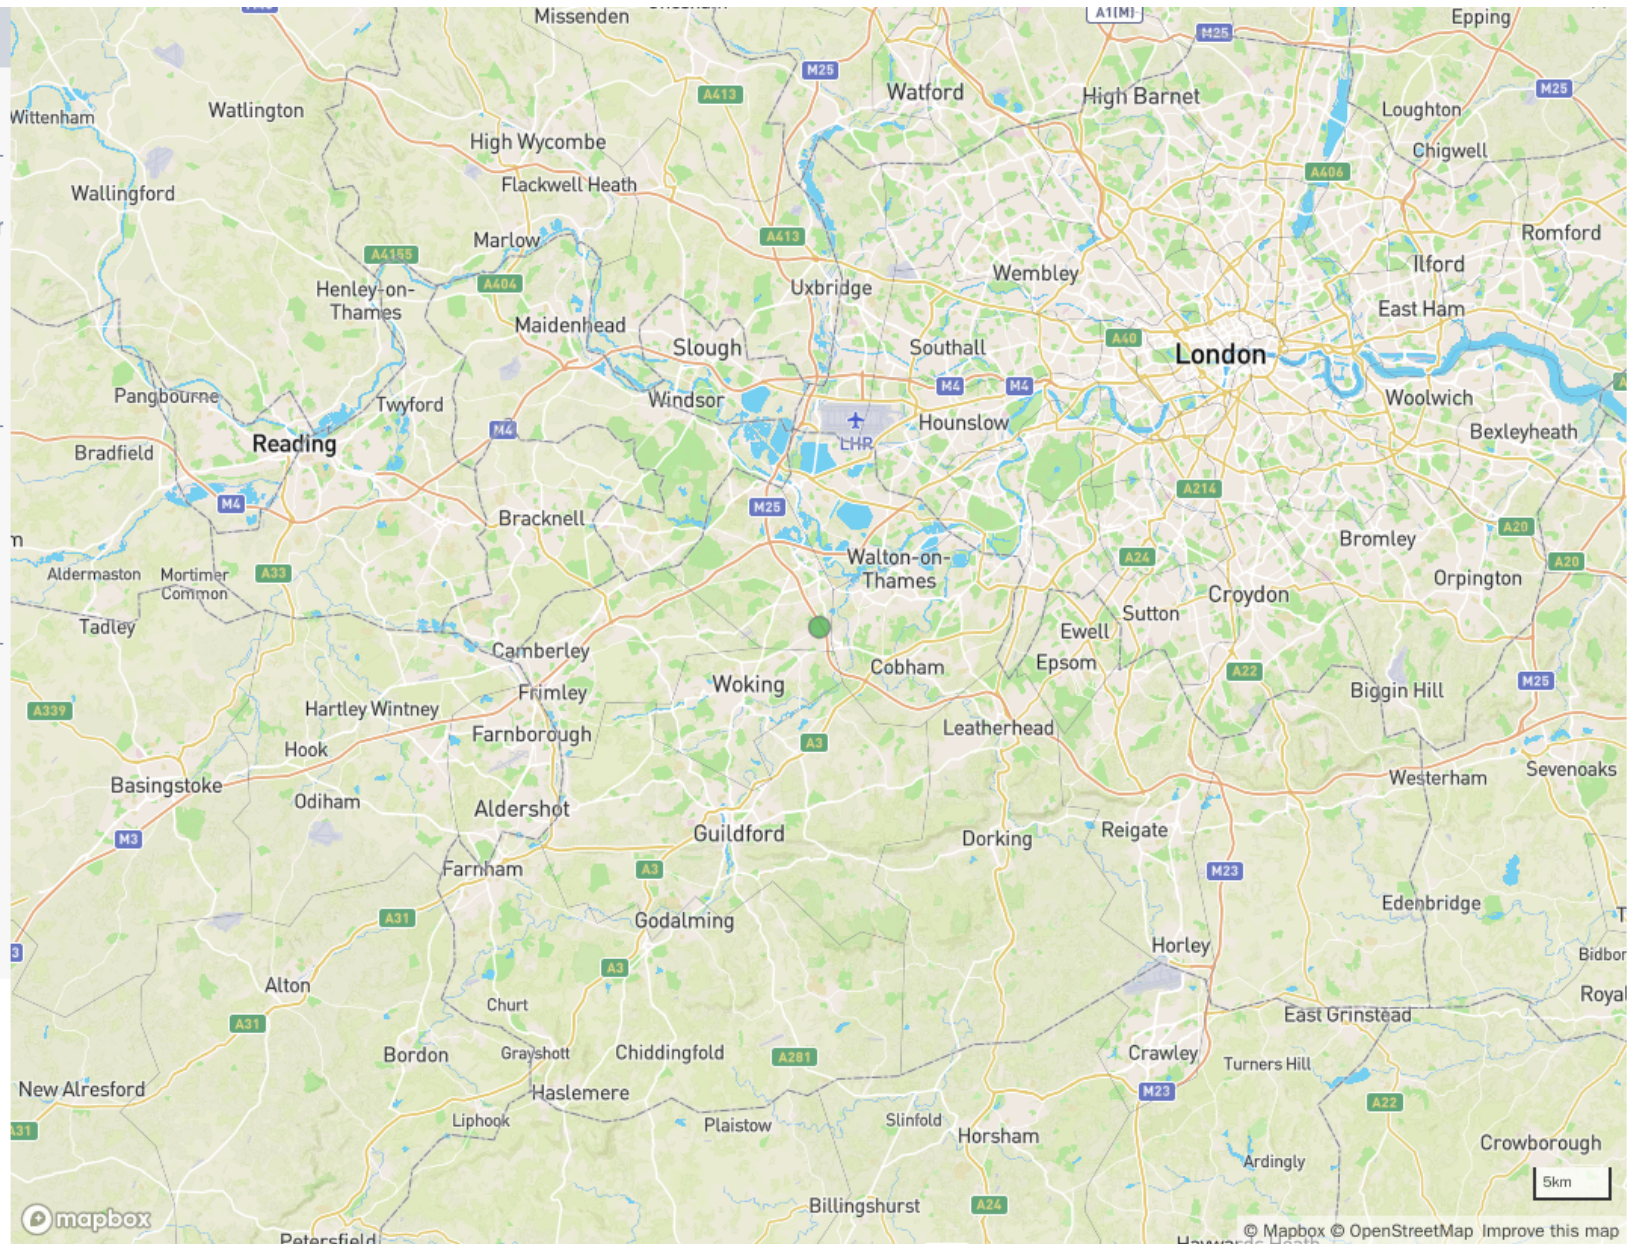 Missenden
A1(M)
Epping
M25
M25
Watford
M25
A413
High Barnet
Loughton
Wittenham
Watlington
High Wycombe
Chigwell
A406
Wallingford
Flackwell Heath
Marlow
A413
Romford
A4155
Wembley
Ilford
A404
Uxbridge
Henley-on-
Thames
East Ham
Maidenhead
Slough
Southall
A40
London
M4
M4
Pangbourne
Twyford
Windsor
Woolwich
M4
Hounslow
Reading
LHR
Bexleyheath
Bradfield
A214
M4
M25
Bracknell
A20
Bromley
Walton-on-
Thames
A24
A20
Aldermaston
Mortimer
Common
A33
Orpington
Croydon
Sutton
Tadley
Ewell
Camberley
Epsom
Cobham
A22
Woking
M25
Frimley
Biggin Hill
A339
Hartley Wintney
Leatherhead
Farnborough
A3
Hook
Sevenoaks
Westerham
Basingstoke
Odiham
Aldershot
Reigate
Guildford
M3
Dorking
Farnham
A3
M23
Edenbridge
A31
Godalming
Horley
A3
Bidbor
Alton
Royal
Churt
East Grinstead
A31
Bordon
Grayshott
Chiddingfold
A281
Crawley
Turners Hill
New Alresford
Haslemere
M23
A22
Liphook
Slinfold
Plaistow
A31
Horsham
Crowborough
Ardingly
5km
Billingshurst
A24
mapbox
© Mapbox © OpenStreetMap Improve this map
Petersfield